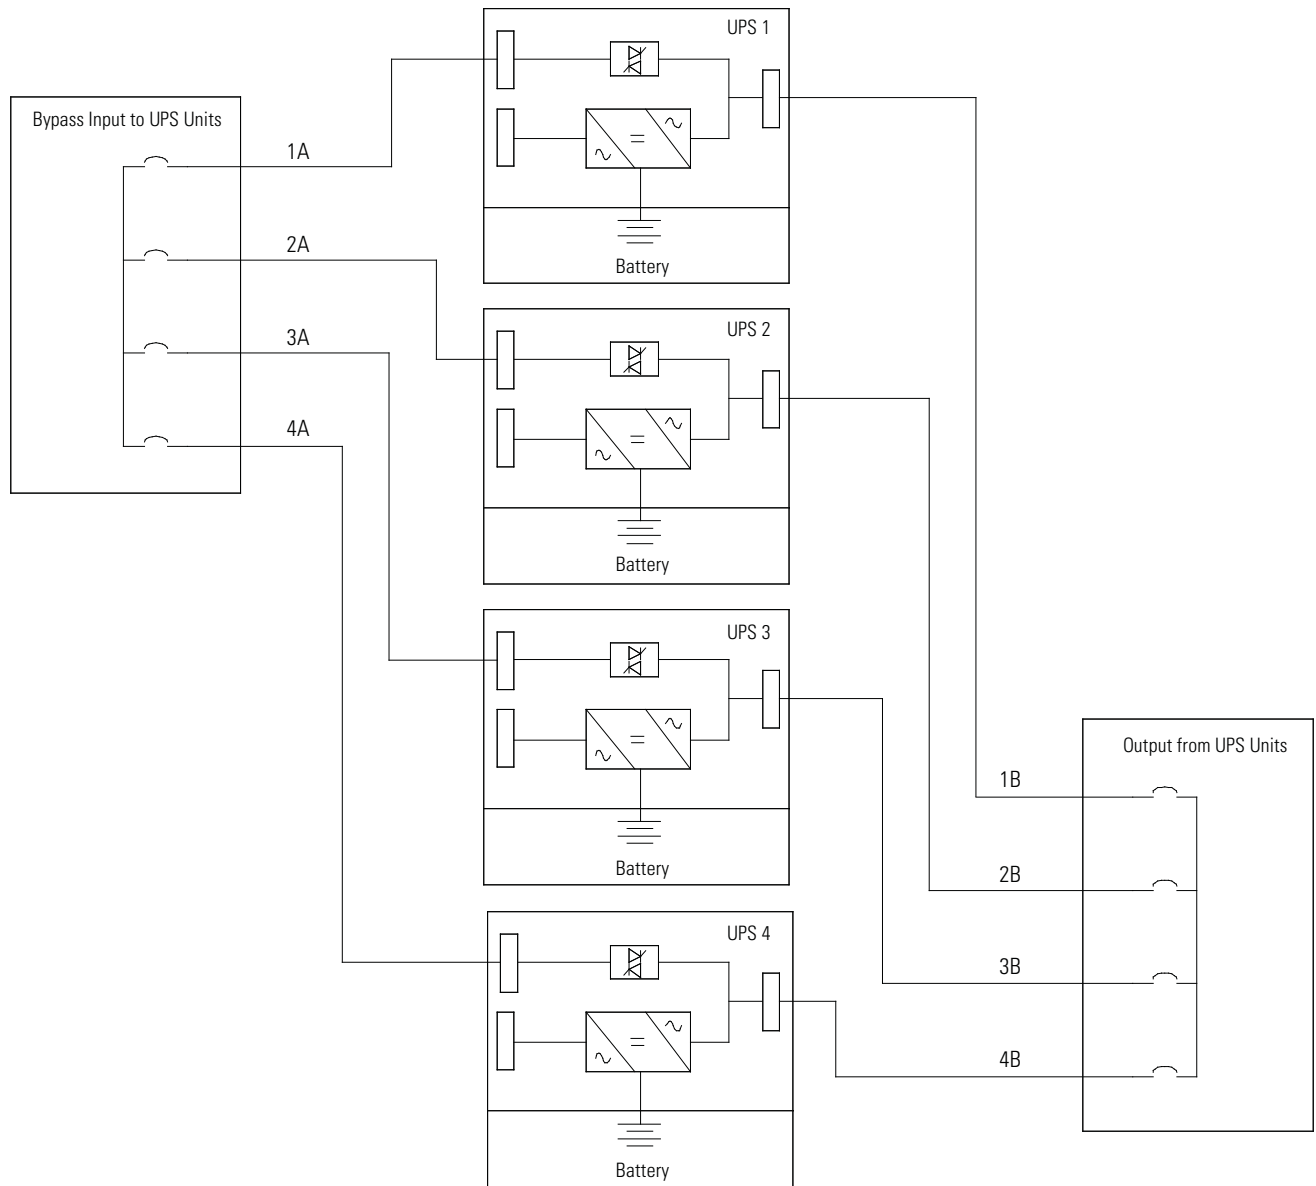 UPS 1
Bypass Input to UPS Units
1A
2A
Battery
UPS 2
3A
4A
Battery
UPS 3
Output from UPS Units
1B
Battery
2B
UPS 4
3B
4B
Battery